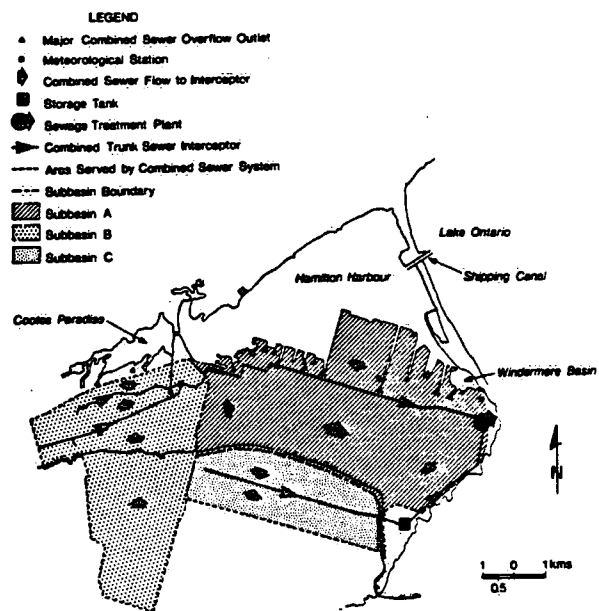 LEGEND
Major Combined Sewer Overflow Outlet
Meteorological Station
Combined Sewer Flow to Interceptor
Storage Tank
Sewage Treatment Plant
Combined Trunk Sewer Interceptor
Area Served by Combined Sewer System
Subbasin Boundary
Subbasin A
Subbasin B
Subbasin C
Lake Ontario
Hamilton Harbour
Shipping Canal
Cootes Paradise
Windermere Basin
N
1 0 1 kms
0.5